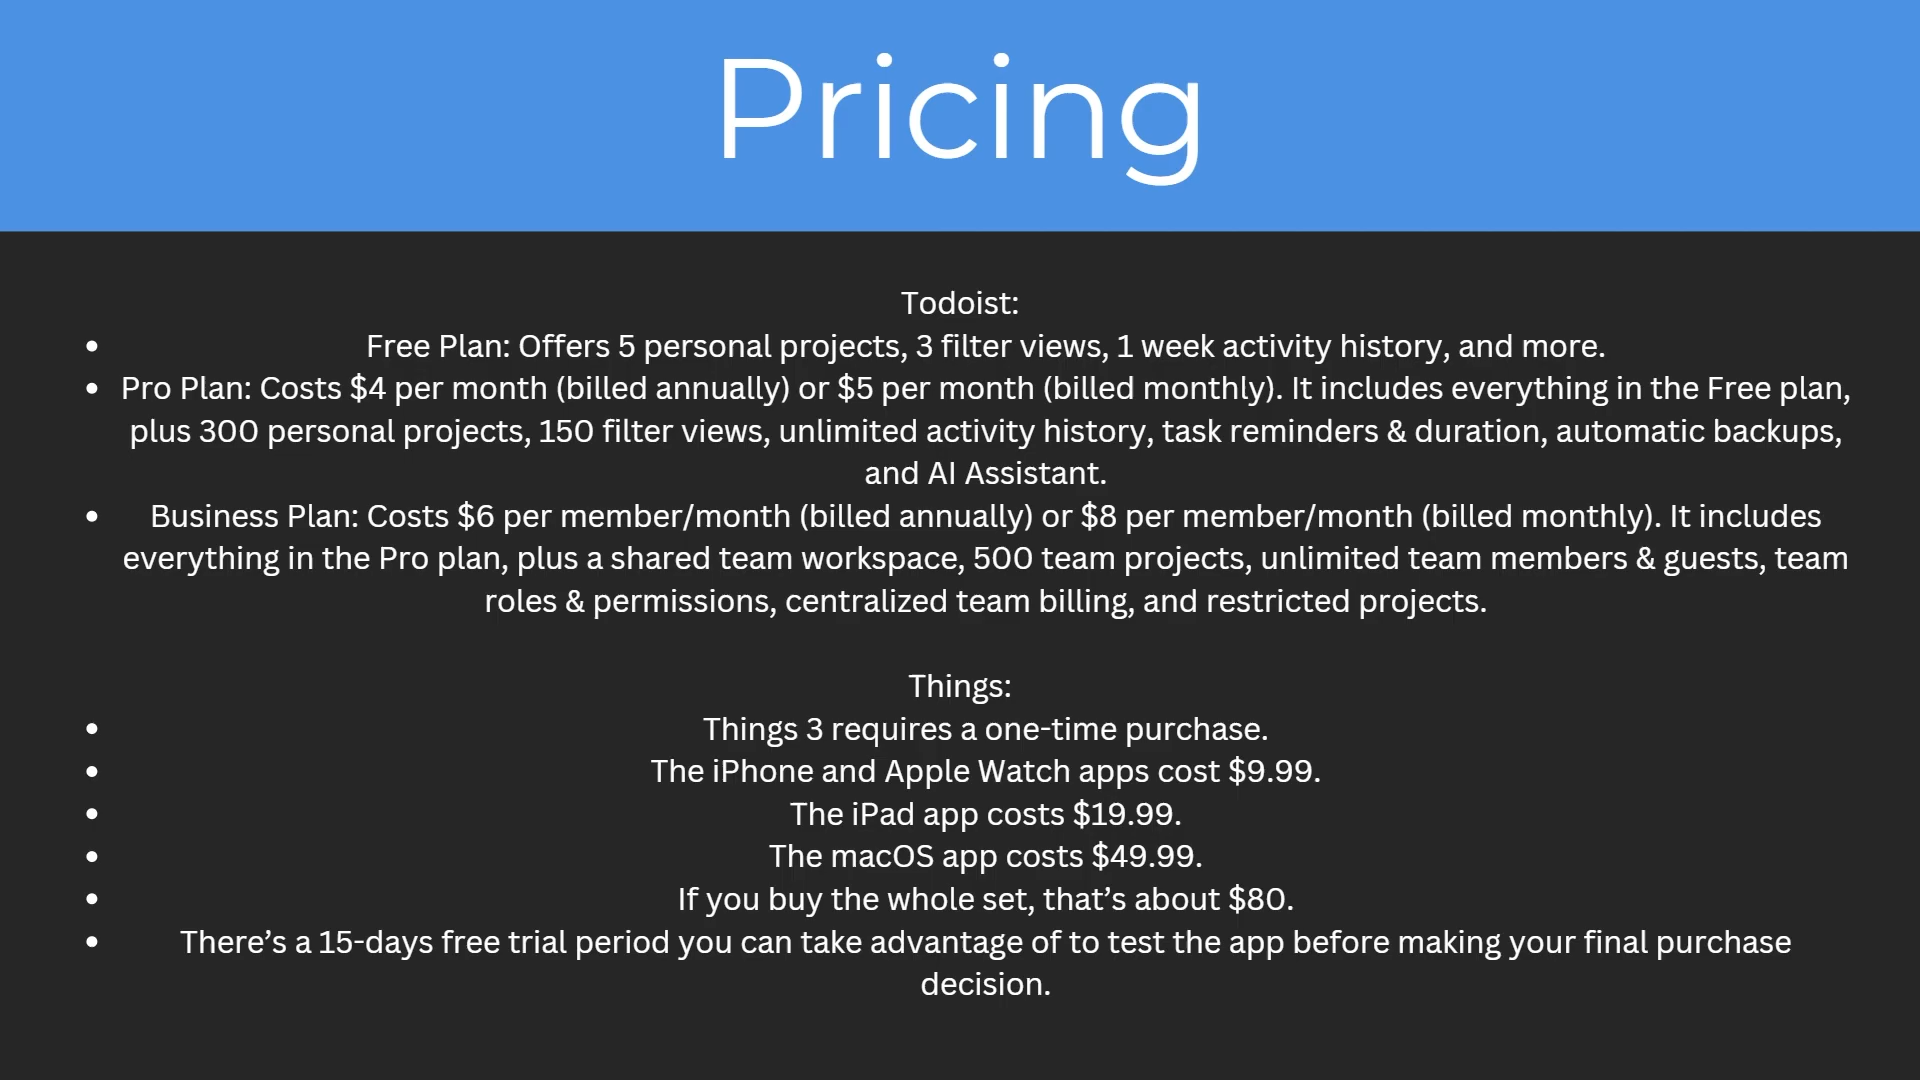 Pricing
Todoist:
• Free Plan: Offers 5 personal projects, 3 filter views, 1 week activity history, and more.
• Pro Plan: Costs $4 per month (billed annually) or $5 per month (billed monthly). It includes everything in the Free plan,
plus 300 personal projects, 150 filter views, unlimited activity history, task reminders & duration, automatic backups,
and AI Assistant.
• Business Plan: Costs $6 per member/month (billed annually) or $8 per member/month (billed monthly). It includes
everything in the Pro plan, plus a shared team workspace, 500 team projects, unlimited team members & guests, team
roles & permissions, centralized team billing, and restricted projects.
Things:
• Things 3 requires a one-time purchase.
• The iPhone and Apple Watch apps cost $9.99.
• The iPad app costs $19.99.
• The macOS app costs $49.99.
• If you buy the whole set, that’s about $80.
• There’s a 15-days free trial period you can take advantage of to test the app before making your final purchase
decision.